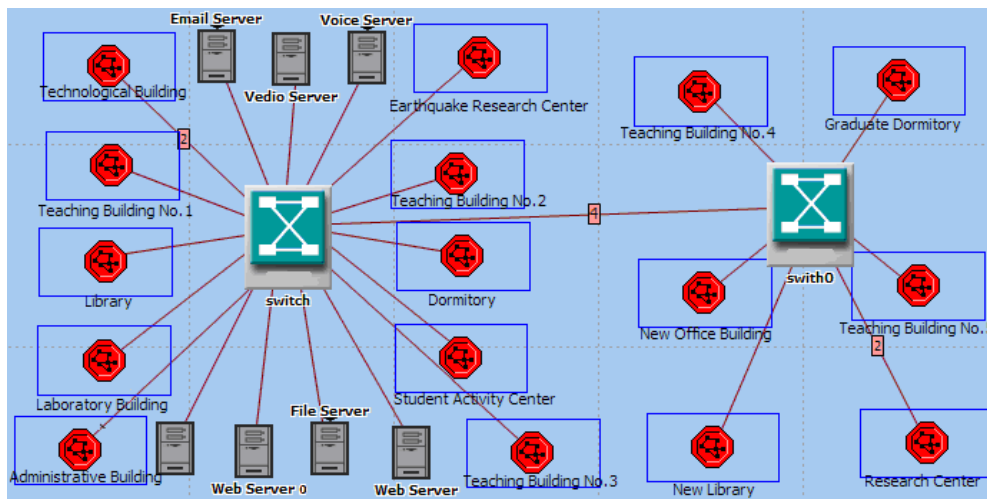 Email Server
Voice Server
Technological Building
Vedio Server
Earthquake Research Center
Teaching Building No.4
Graduate Dormitory
2
Teaching Building No.1
Teaching Building No.2
4
Library
switch
Dormitory
swith0
New Office Building
Teaching Building No.
2
Laboratory Building
Student Activity Center
File Server
Administrative Building
Web Server 0
Web Server
Teaching Building No.3
New Library
Research Center